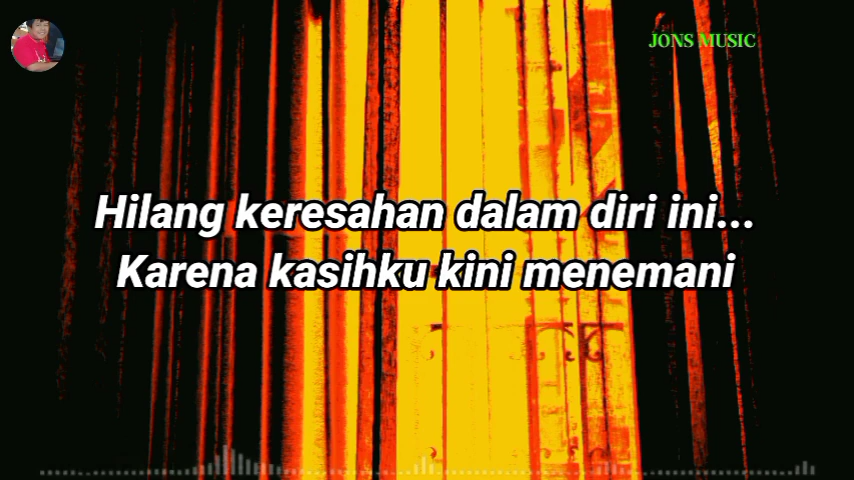 JONS MUSIC
Hilang keresahan dalam diri ini...
Karena kasihku kini menemani